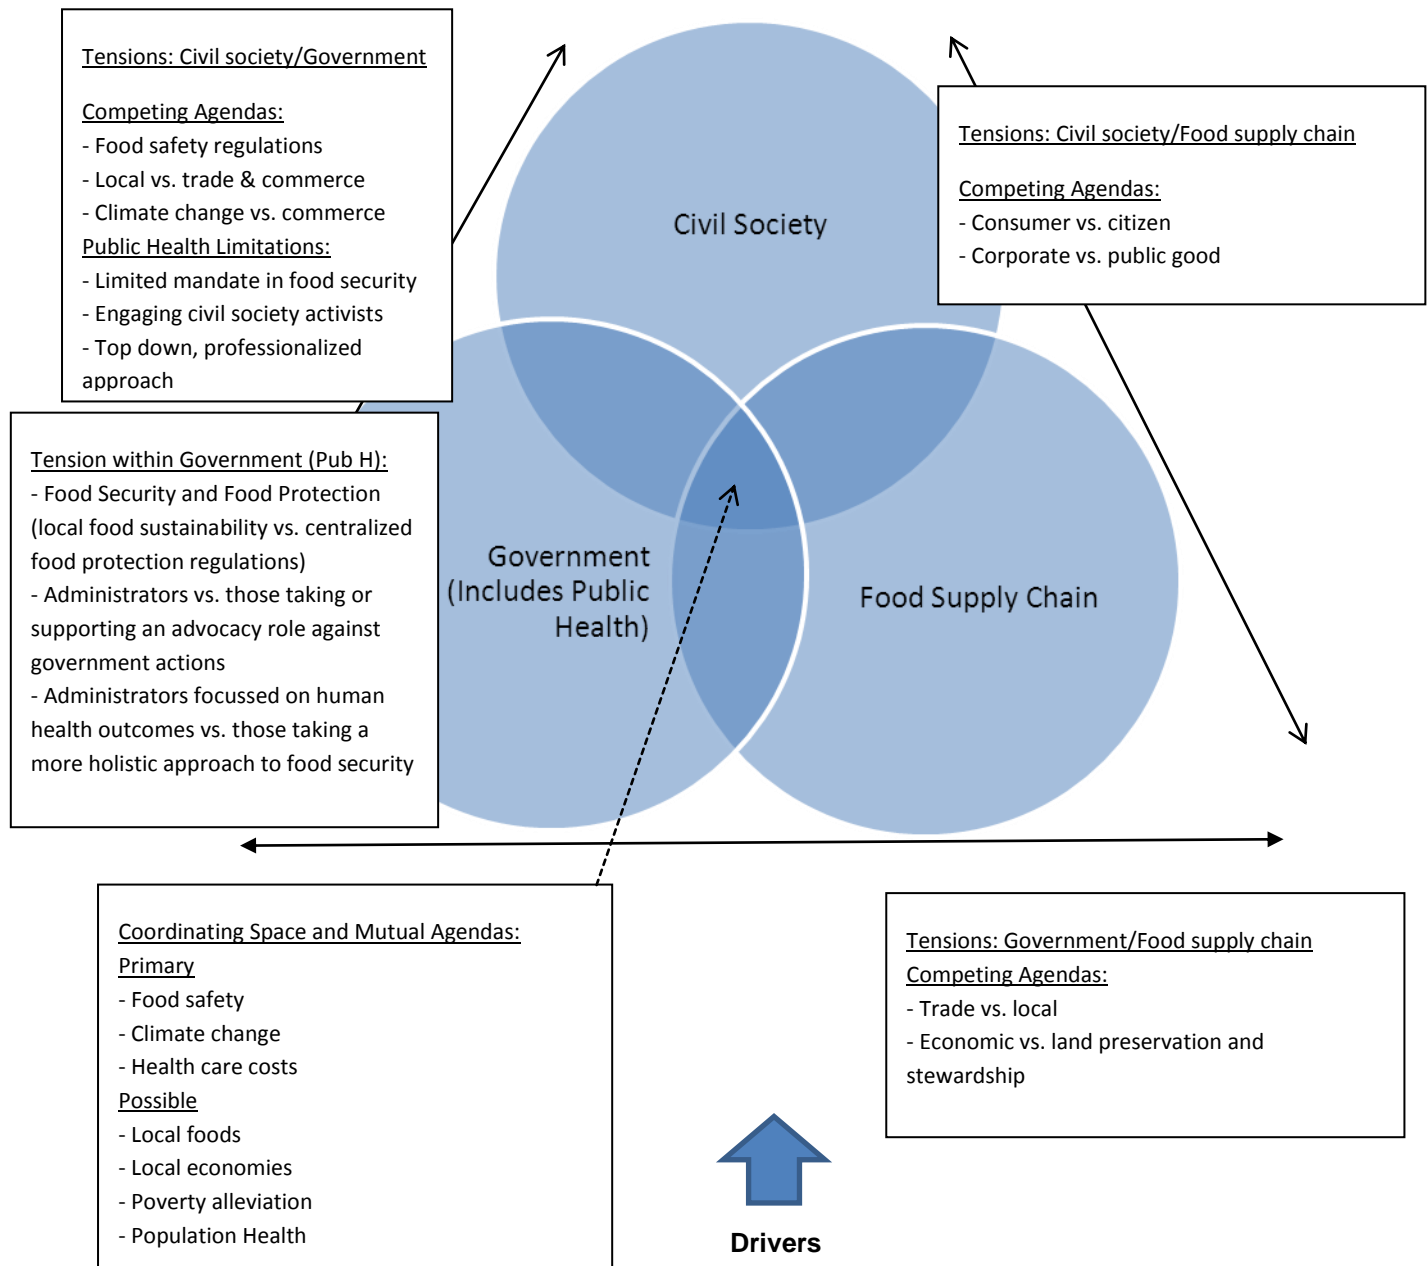 Tensions: Civil society/Government
Competing Agendas:
- Food safety regulations
- Local vs. trade & commerce
- Climate change vs. commerce
Public Health Limitations:
- Limited mandate in food security
- Engaging civil society activists
- Top down, professionalized
approach
Tensions: Civil society/Food supply chain
Competing Agendas:
- Consumer vs. citizen
- Corporate vs. public good
Civil Society
Tension within Government (Pub H):
- Food Security and Food Protection
(local food sustainability vs. centralized
food protection regulations)
- Administrators vs. those taking or
supporting an advocacy role against
government actions
- Administrators focussed on human
health outcomes vs. those taking a
more holistic approach to food security
Government
(Includes Public
Health)
Food Supply Chain
Coordinating Space and Mutual Agendas:
Primary
- Food safety
- Climate change
- Health care costs
Possible
- Local foods
- Local economies
- Poverty alleviation
- Population Health
Tensions: Government/Food supply chain
Competing Agendas:
- Trade vs. local
- Economic vs. land preservation and
stewardship
Drivers